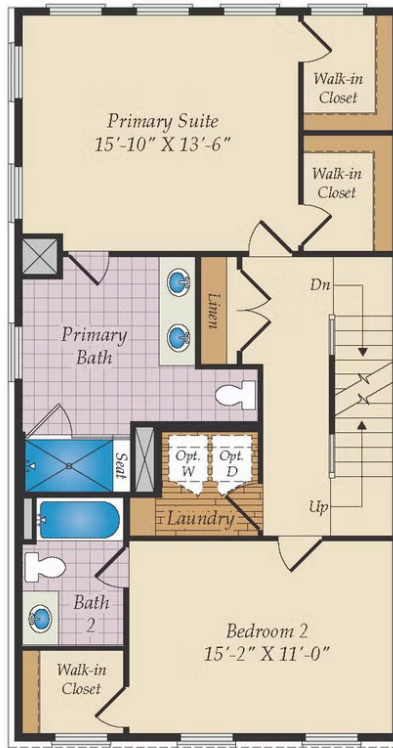 Walk-in
Closet
Primary Suite
15'-10" X 13'-6"
Walk-in
Closet
Dn
Linen
Primary
Bath
Opt.
W
Opt.
D
Seat
Laundry
Up
Bath
2
Bedroom 2
15'-2" X 11'-0"
Walk-in
Closet